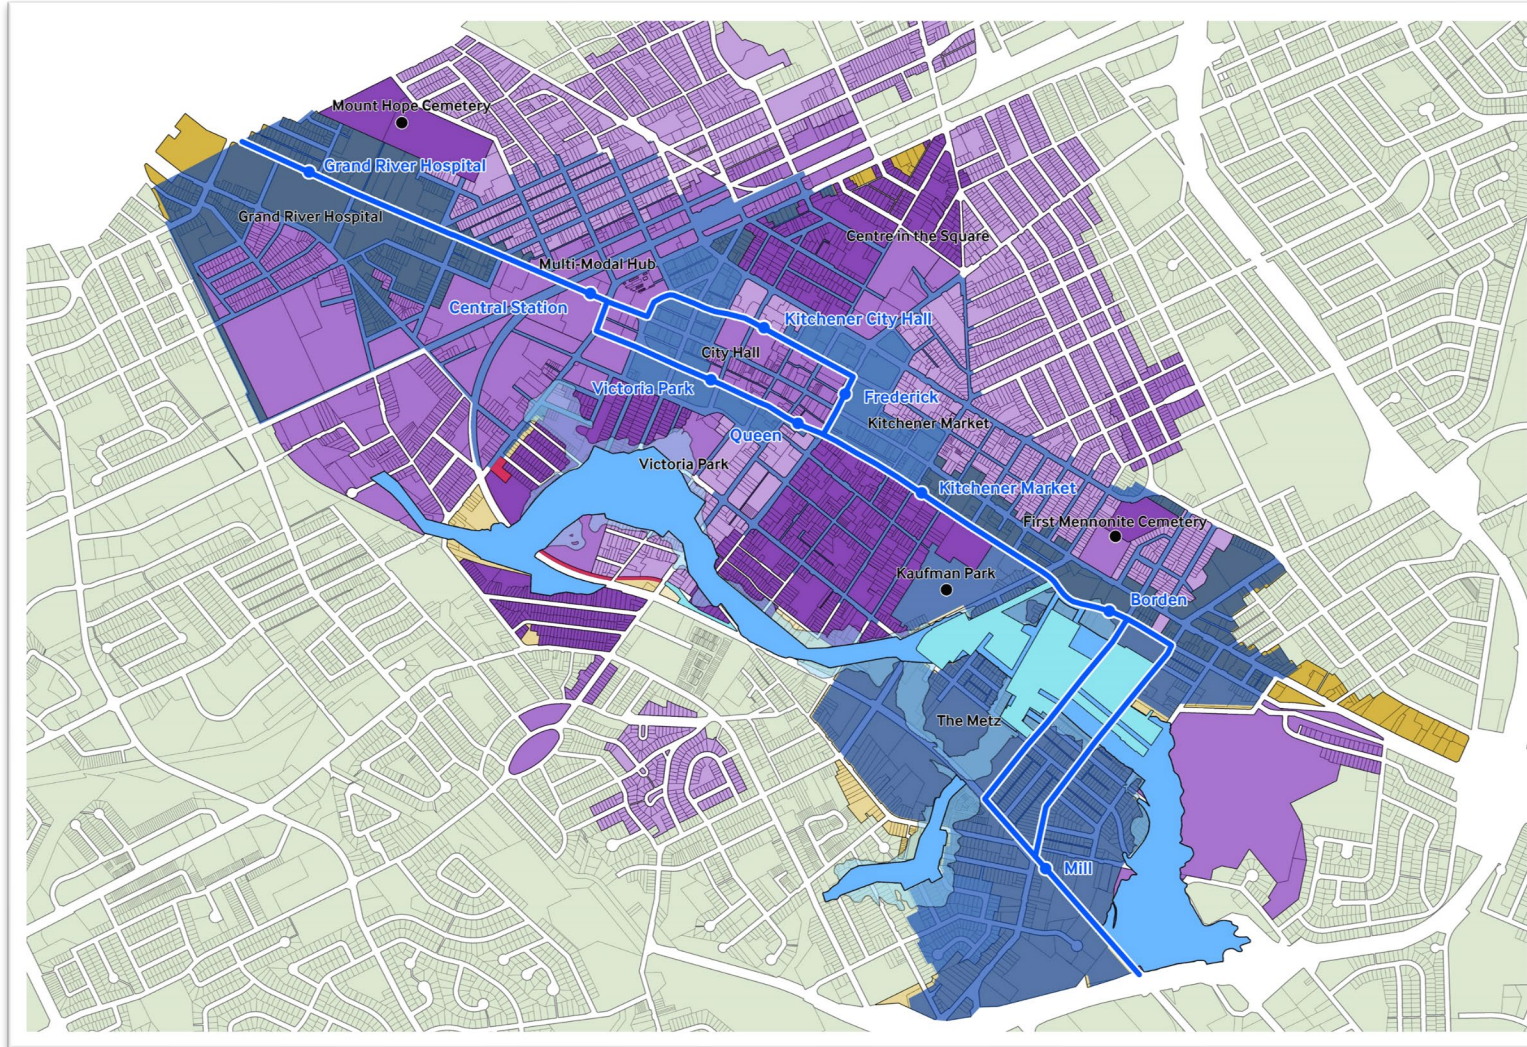 Mount Hope Cemetery
Grand River Hospital
Grand River Hospital
Centre in the Square
Multi-Modal Hub
Central Station
Kitchener City Hall
City Hall
Victoria Park
Frederick
Kitchener Market
Queen
Victoria Park
Kitchener Market
First Mennonite Cemetery
Kaufman Park
Borden
The Metz
Mill